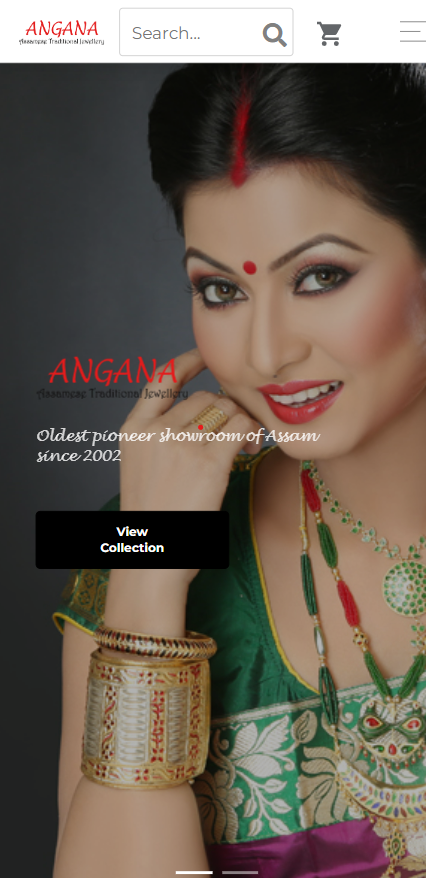 ANGANA
Assamese Traditional Jewellery
Search...
ANGANA
Assamese Traditional Jewellery
Oldest pioneer showroom of Assam
since 2002
View
Collection